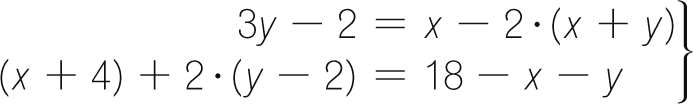 3y − 2 = x − 2·(x + y)
(x + 4) + 2·(y − 2) = 18 − x − y }